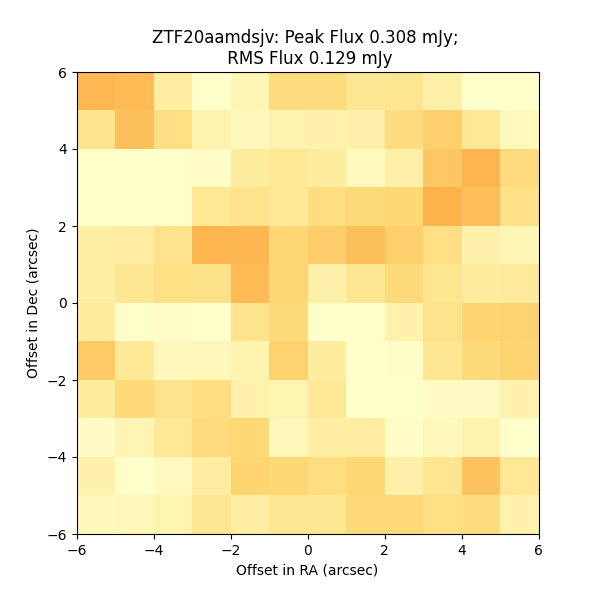 ZTF20aamdsjv: Peak Flux 0.308 mJy;
RMS Flux 0.129 mJy
6
4
2
0
−2
−4
−6
Offset in Dec (arcsec)
−6 −4 −2 0 2 4 6
Offset in RA (arcsec)